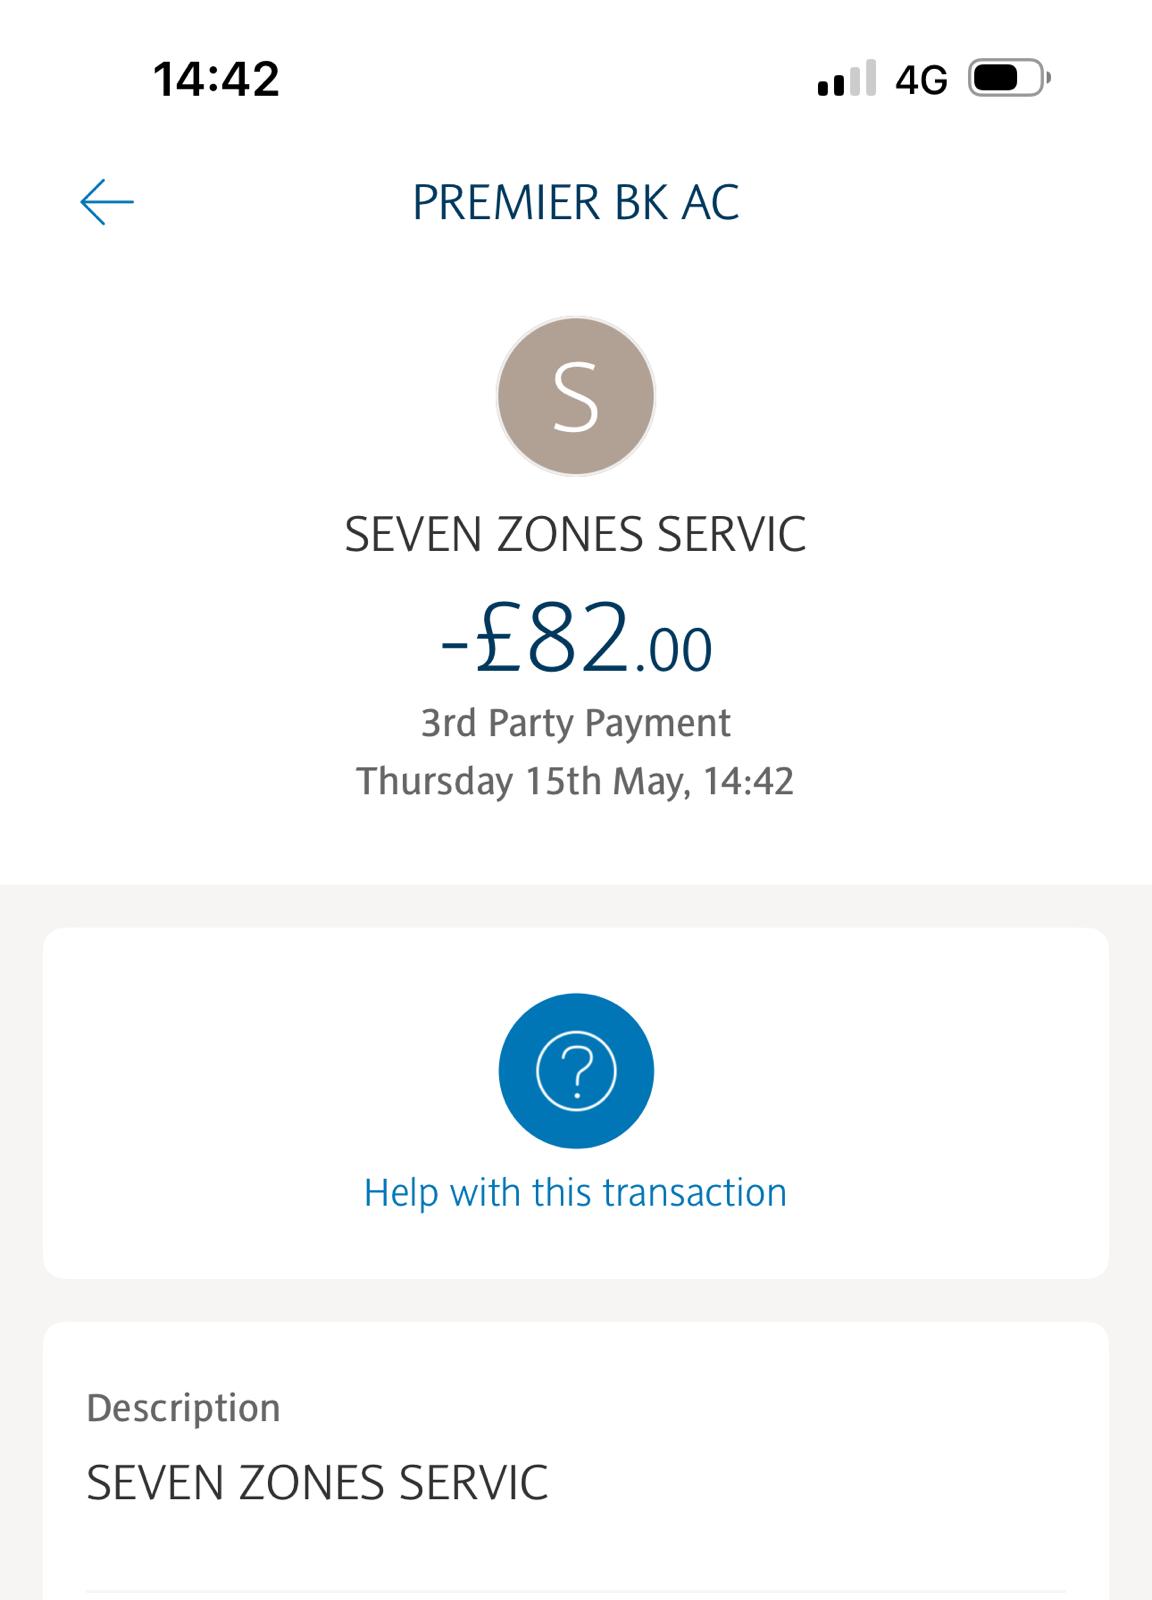 14:42
4G
PREMIER BK AC
S
SEVEN ZONES SERVIC
-£82.00
3rd Party Payment
Thursday 15th May, 14:42
?
Help with this transaction
Description
SEVEN ZONES SERVIC